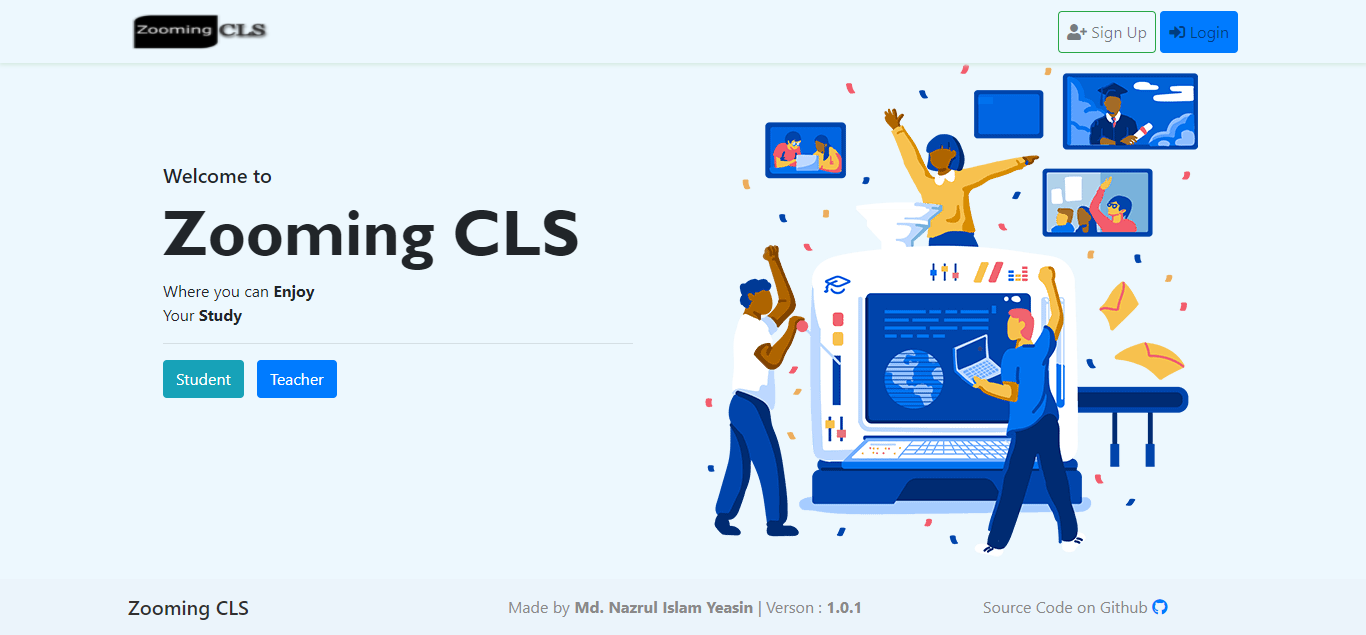 Zooming CLS
Sign Up
Login
Welcome to
Zooming CLS
Where you can Enjoy
Your Study
Student
Teacher
Zooming CLS
Made by Md. Nazrul Islam Yeasin | Verson : 1.0.1
Source Code on Github